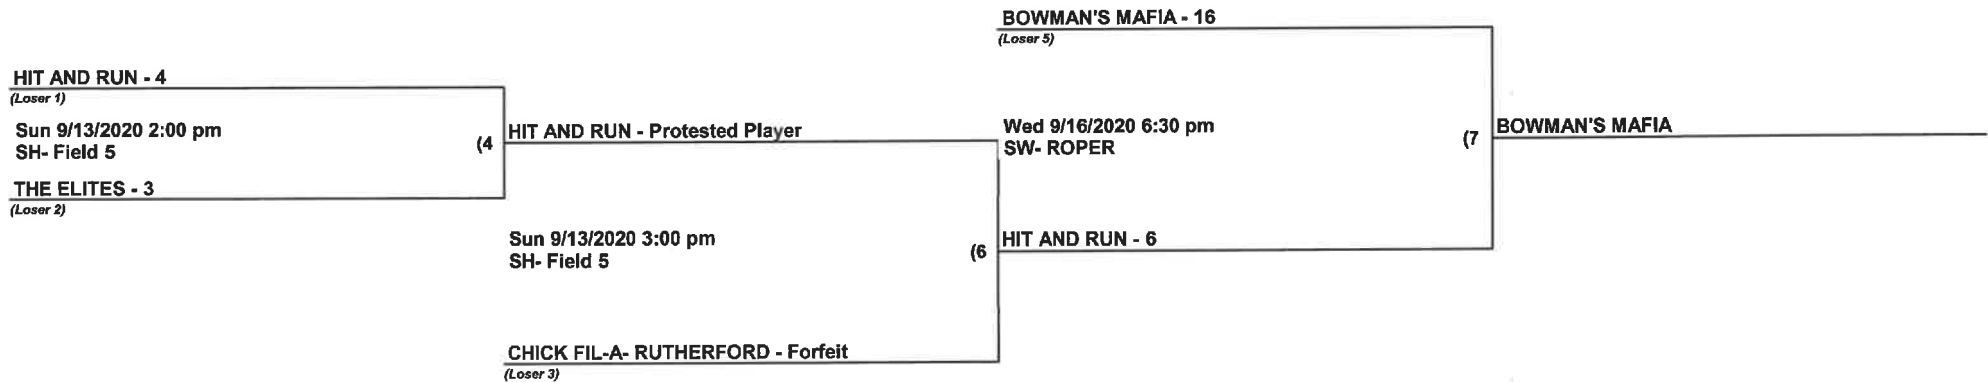 BOWMAN'S MAFIA - 16
(Loser 5)
HIT AND RUN - 4
(Loser 1)
Sun 9/13/2020 2:00 pm
SH- Field 5
(4
HIT AND RUN - Protested Player
Wed 9/16/2020 6:30 pm
SW- ROPER
(7
BOWMAN'S MAFIA
THE ELITES - 3
(Loser 2)
Sun 9/13/2020 3:00 pm
SH- Field 5
(6
HIT AND RUN - 6
CHICK FIL-A- RUTHERFORD - Forfeit
(Loser 3)